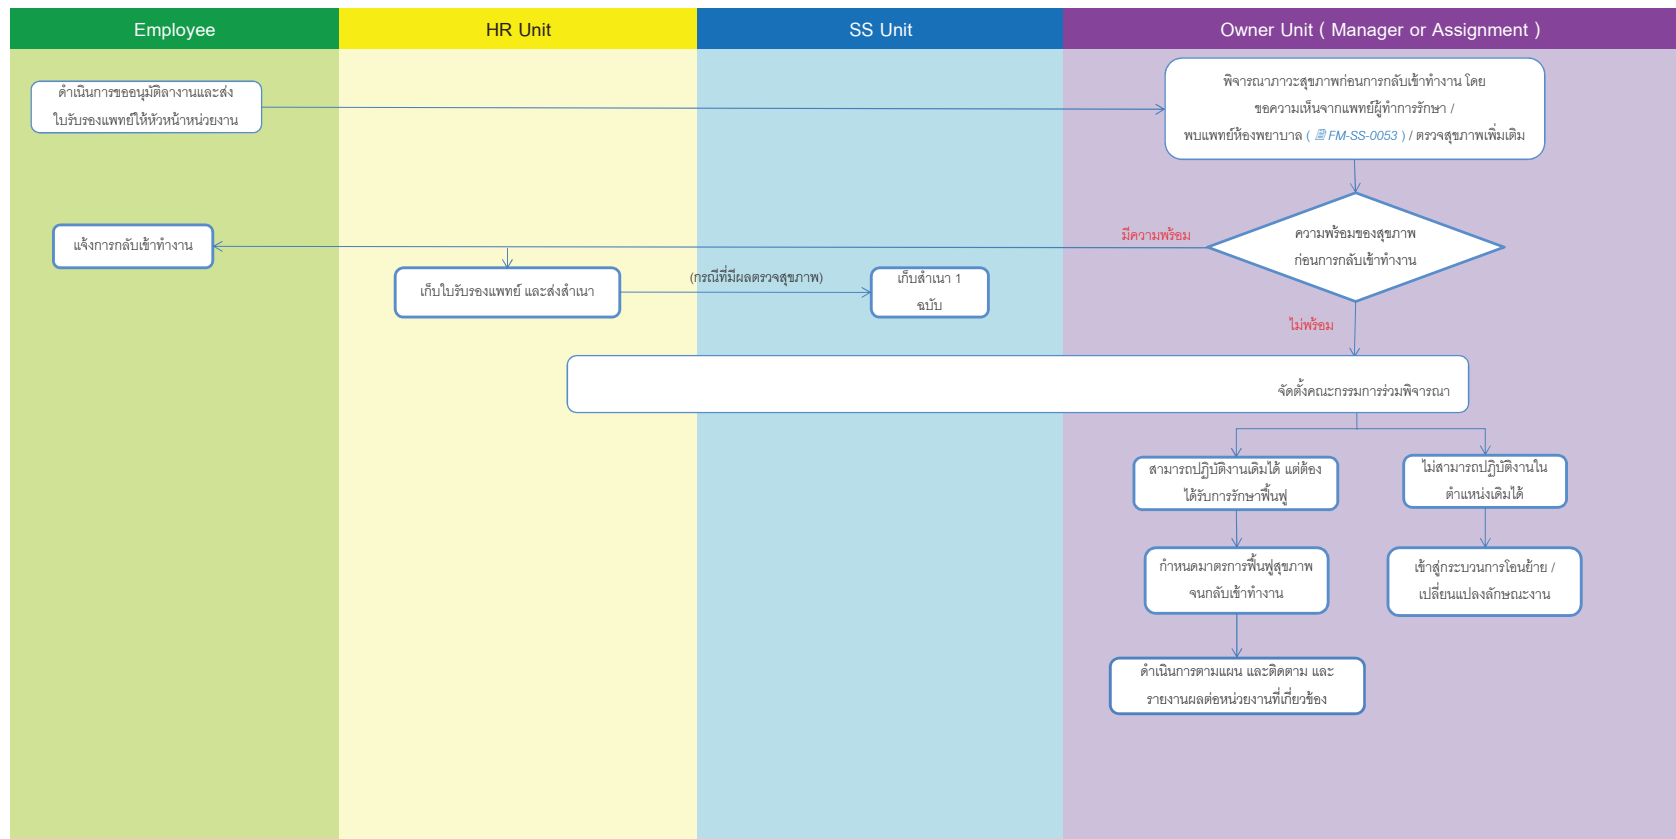 Employee
HR Unit
SS Unit
Owner Unit ( Manager or Assignment )
ดำเนินการขออนุมัติลางานและส่ง
ใบรับรองแพทย์ให้หัวหน้าหน่วยงาน
พิจารณาภาวะสุขภาพก่อนการกลับเข้าทำงาน โดย
ขอความเห็นจากแพทย์ผู้ทำการรักษา /
พบแพทย์ห้องพยาบาล ( FM-SS-0053 ) / ตรวจสุขภาพเพิ่มเติม
แจ้งการกลับเข้าทำงาน
มีความพร้อม
ความพร้อมของสุขภาพ
ก่อนการกลับเข้าทำงาน
เก็บใบรับรองแพทย์ และส่งสำเนา
(กรณีที่มีผลตรวจสุขภาพ)
เก็บสำเนา 1
ฉบับ
ไม่พร้อม
จัดตั้งคณะกรรมการร่วมพิจารณา
สามารถปฏิบัติงานเดิมได้ แต่ต้อง
ได้รับการรักษาฟื้นฟู
ไม่สามารถปฏิบัติงานใน
ตำแหน่งเดิมได้
กำหนดมาตรการฟื้นฟูสุขภาพ
จนกลับเข้าทำงาน
เข้าสู่กระบวนการโอนย้าย /
เปลี่ยนแปลงลักษณะงาน
ดำเนินการตามแผน และติดตาม และ
รายงานผลต่อหน่วยงานที่เกี่ยวข้อง